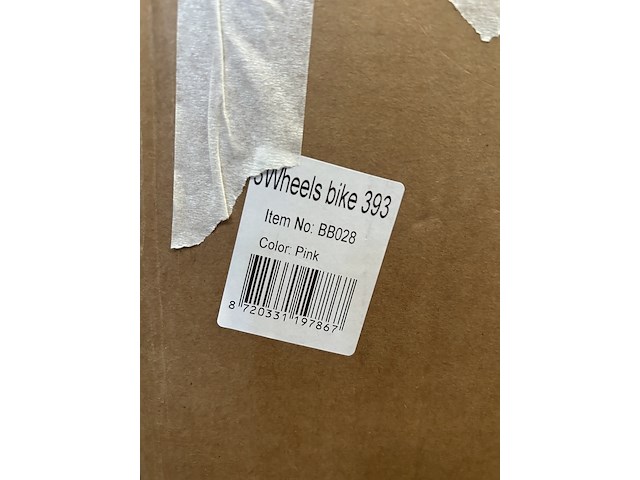 Wheels bike 393
Item No: BB028
Color: Pink
8 720331 197867